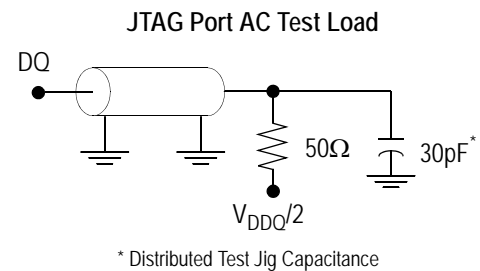 JTAG Port AC Test Load
DQ
50Ω
30pF*
VDDQ/2
* Distributed Test Jig Capacitance